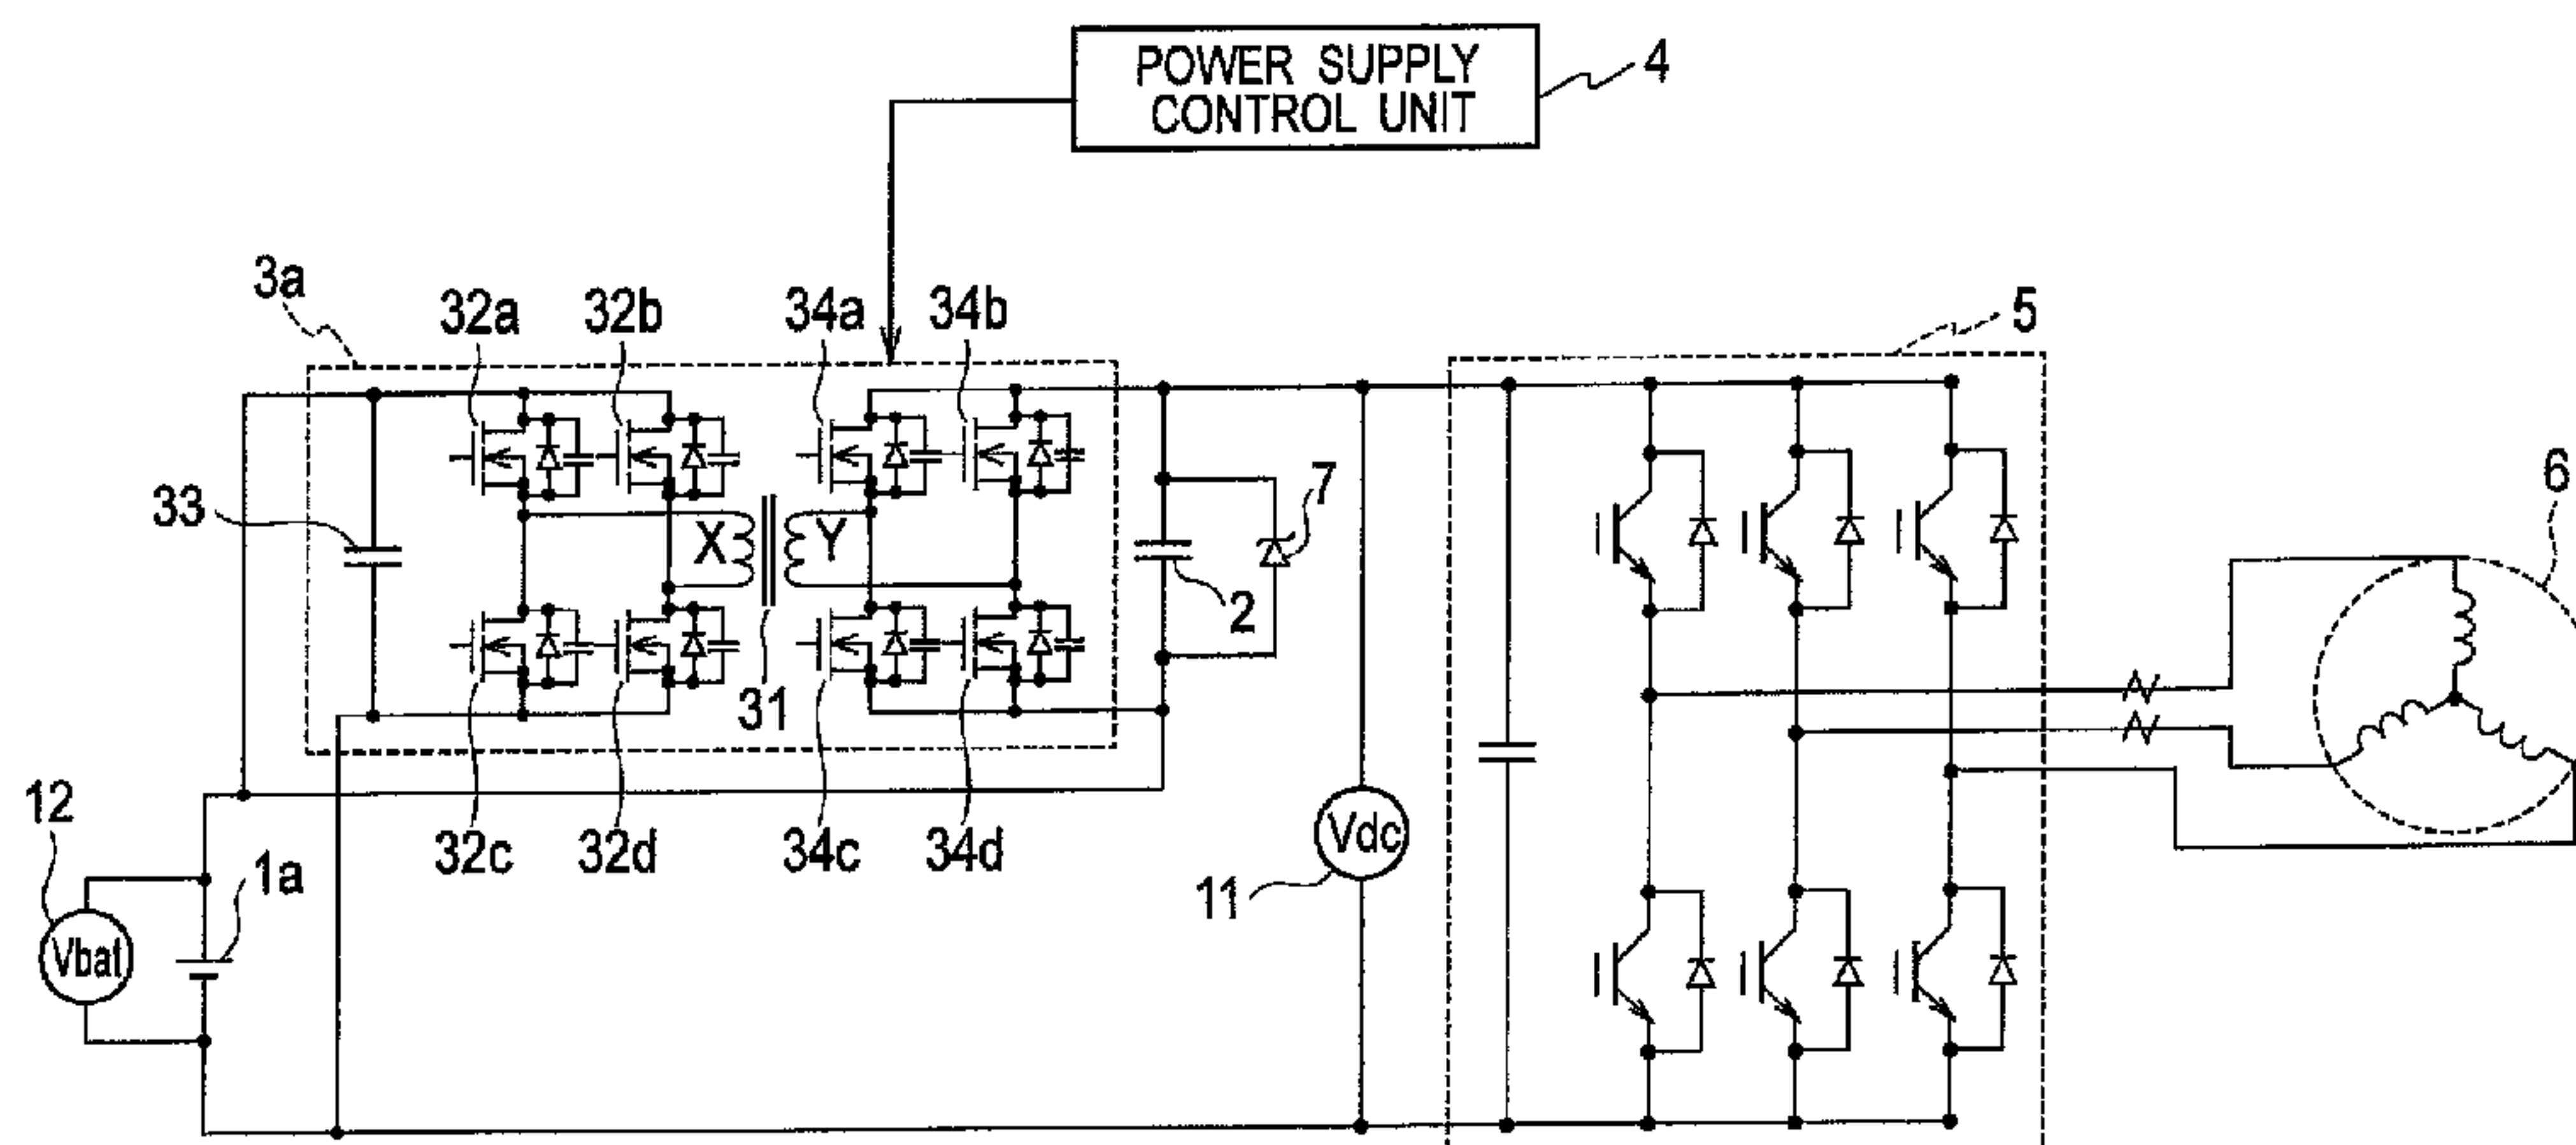 POWER SUPPLY
CONTROL UNIT
4
3a
32a
32b
34a
34b
5
33
X
Y
7
6
2
31
12
32c
32d
34c
34d
Vdc
1a
11
Vbat